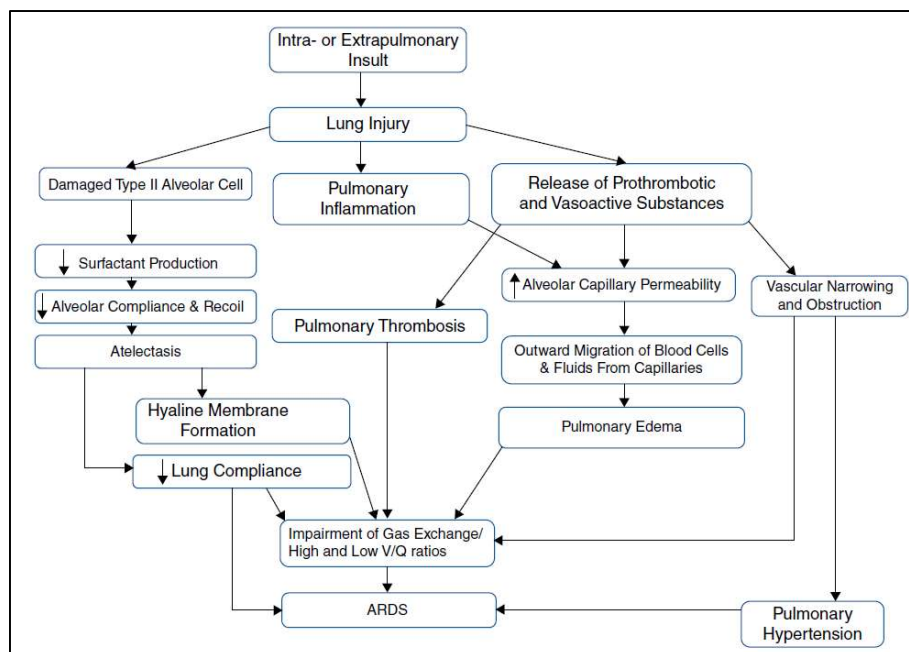 Intra- or Extrapulmonary
Insult
Lung Injury
Damaged Type II Alveolar Cell
Pulmonary
Inflammation
Release of Prothrombotic
and Vasoactive Substances
↓ Surfactant Production
↑ Alveolar Capillary Permeability
Vascular Narrowing
and Obstruction
↓ Alveolar Compliance & Recoil
Pulmonary Thrombosis
Atelectasis
Outward Migration of Blood Cells
& Fluids From Capillaries
Hyaline Membrane
Formation
Pulmonary Edema
↓ Lung Compliance
Impairment of Gas Exchange/
High and Low V/Q ratios
ARDS
Pulmonary
Hypertension